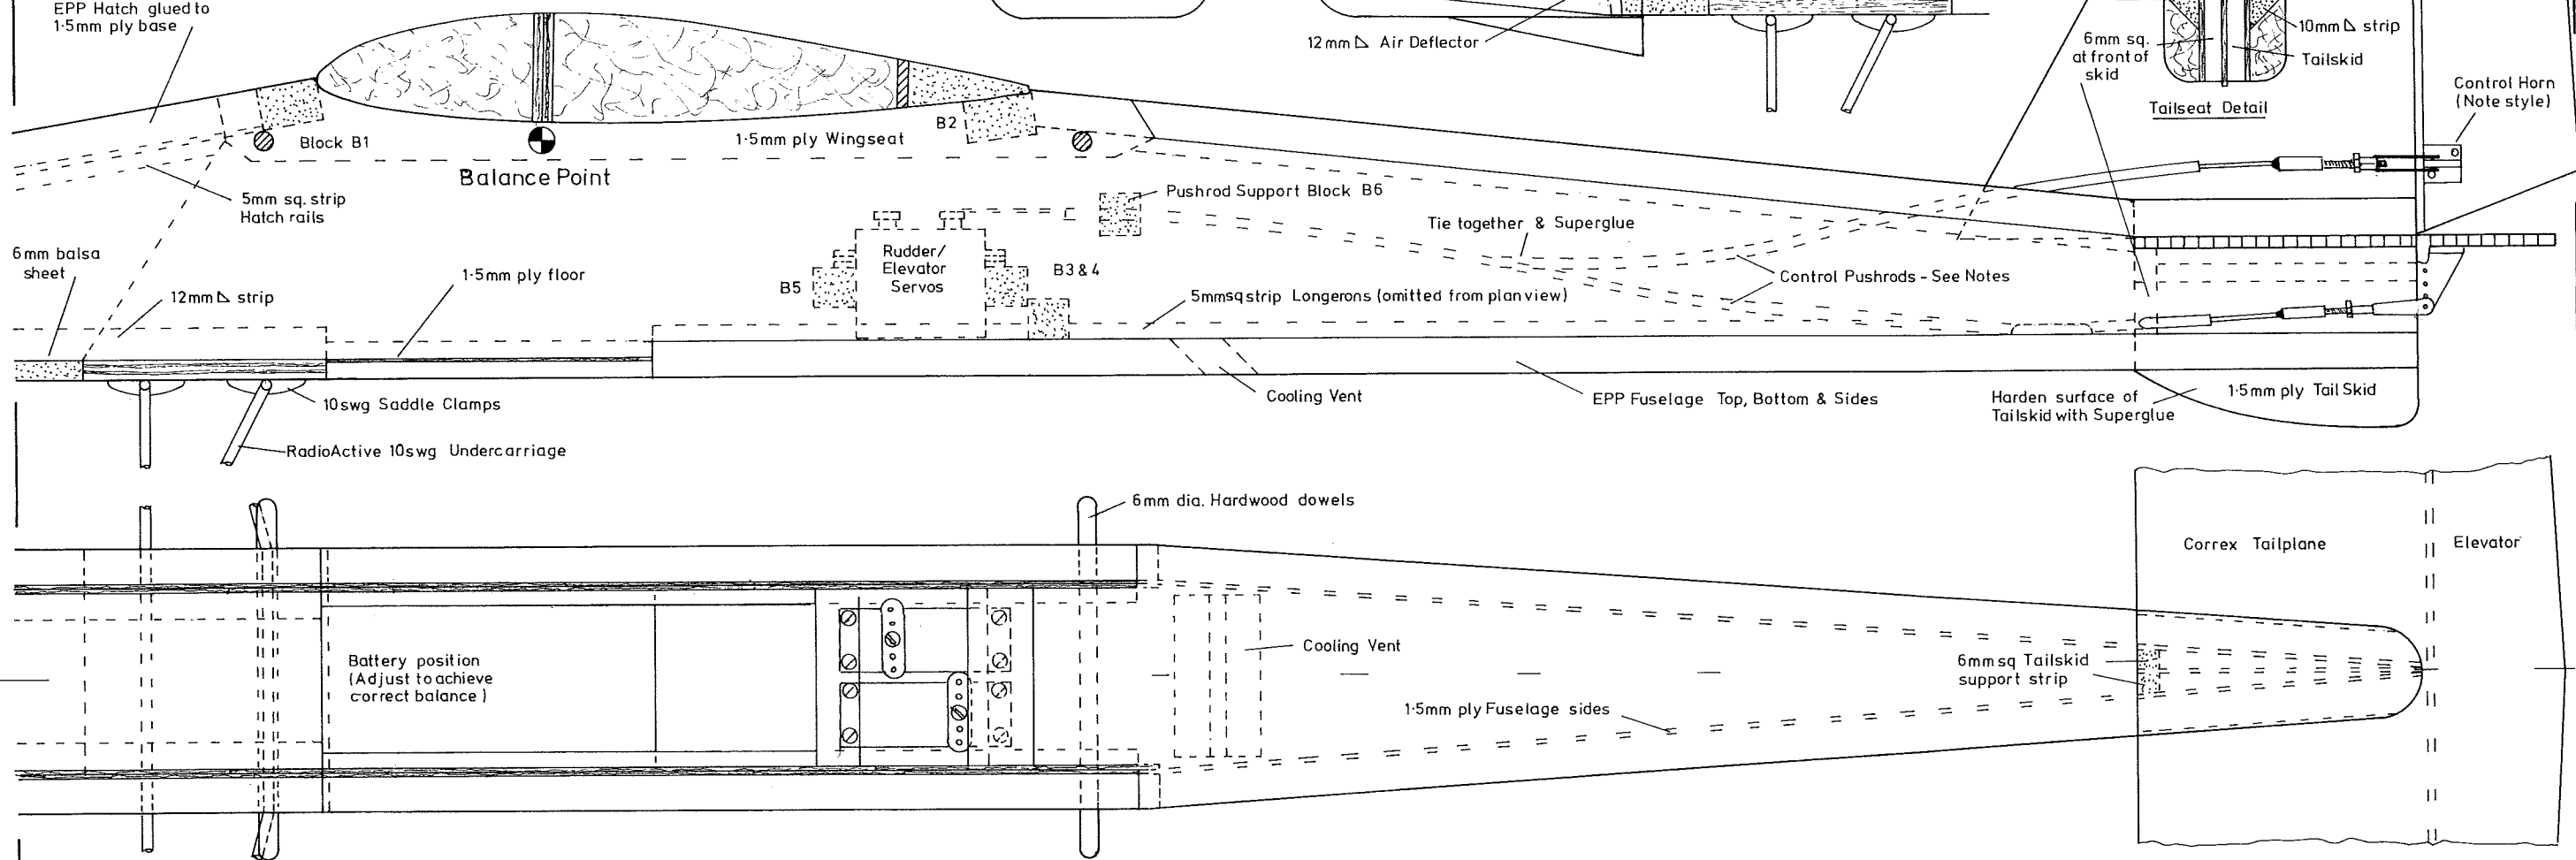 EPP Hatch glued to
1·5mm ply base
12mm ⊿ Air Deflector
6mm sq.
at front of
skid
10mm ⊿ strip
Tailskid
Tailseat Detail
Control Horn
(Note style)
Block B1
Balance Point
1·5mm ply Wingseat
B2
5mm sq. strip
Hatch rails
Pushrod Support Block B6
Tie together & Superglue
6mm balsa
sheet
12mm ⊿ strip
1·5mm ply floor
B5
Rudder/
Elevator
Servos
B3 & 4
5mm sq strip Longerons (omitted from plan view)
Control Pushrods - See Notes
10swg Saddle Clamps
Cooling Vent
EPP Fuselage Top, Bottom & Sides
Harden surface of
Tailskid with Superglue
1·5mm ply Tail Skid
RadioActive 10swg Undercarriage
6mm dia. Hardwood dowels
Correx Tailplane
Elevator
Battery position
(Adjust to achieve
correct balance)
Cooling Vent
6mm sq Tailskid
support strip
1·5mm ply Fuselage sides